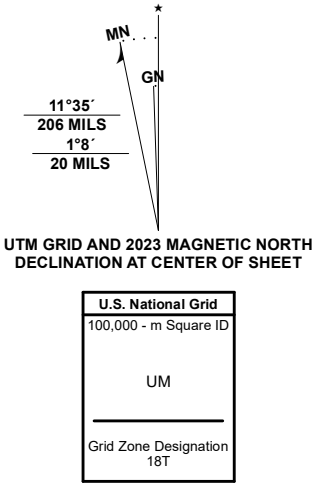 ★
MN
GN
11°35´
206 MILS
1°8´
20 MILS
UTM GRID AND 2023 MAGNETIC NORTH
DECLINATION AT CENTER OF SHEET
U.S. National Grid
100,000 - m Square ID
UM
Grid Zone Designation
18T